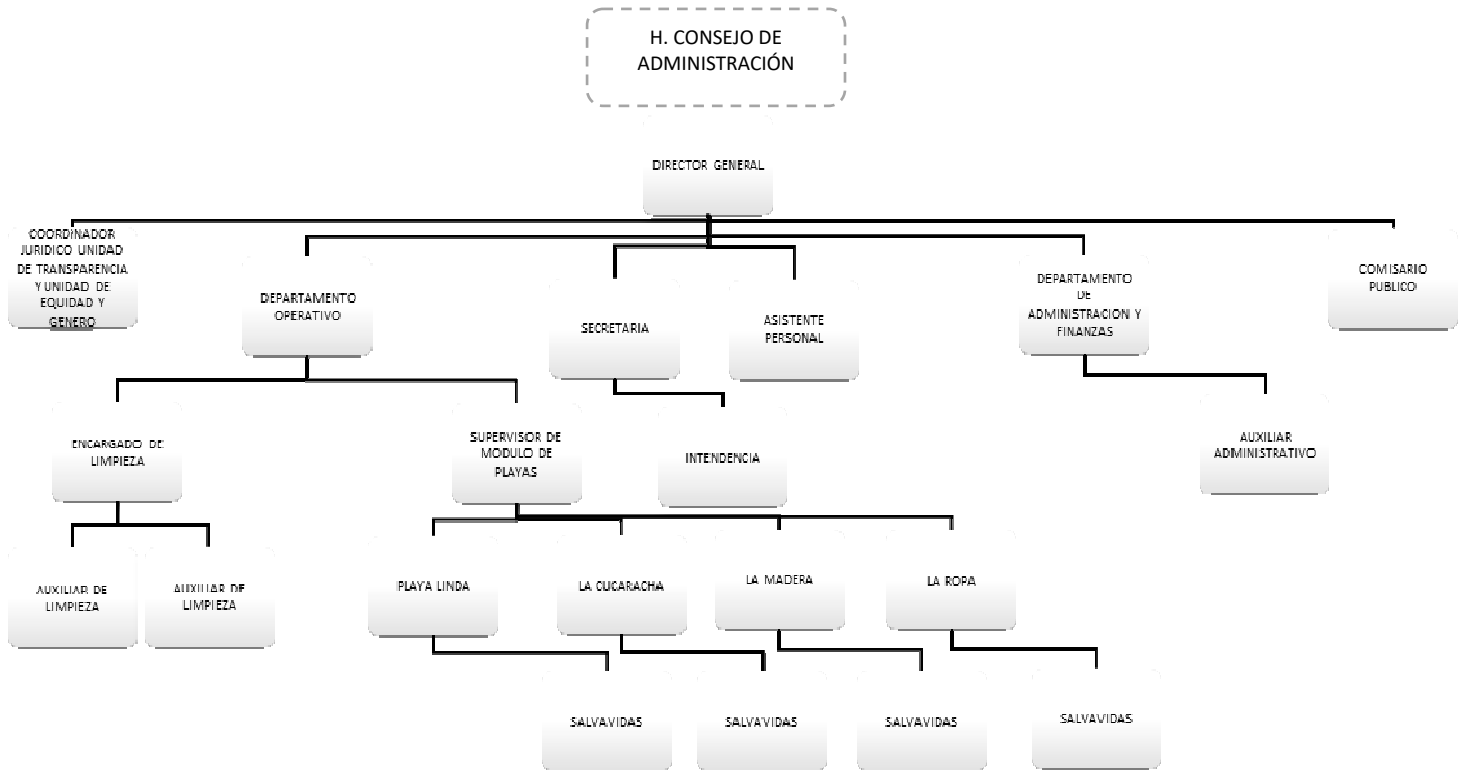 H. CONSEJO DE
ADMINISTRACIÓN
DIRECTOR GENERAL
COORDINADOR
JURIDICO UNIDAD
DE TRANSPARENCIA
Y UNIDAD DE
EQUIDAD Y
GENERO
DEPARTAMENTO
OPERATIVO
SECRETARIA
ASISTENTE
PERSONAL
DEPARTAMENTO
DE
ADMINISTRACION Y
FINANZAS
COMISARIO
PUBLICO
ENCARGADO DE
LIMPIEZA
SUPERVISOR DE
MODULO DE
PLAYAS
INTENDENCIA
AUXILIAR
ADMINISTRATIVO
AUXILIAR DE
LIMPIEZA
AUXILIAR DE
LIMPIEZA
PLAYA LINDA
LA CUCARACHA
LA MADERA
LA ROPA
SALVAVIDAS
SALVAVIDAS
SALVAVIDAS
SALVAVIDAS